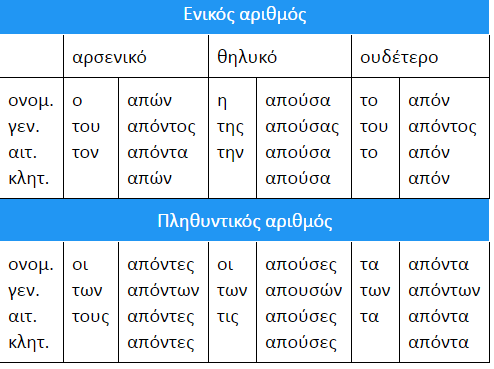 Ενικός αριθμός
αρσενικό θηλυκό ουδέτερο
ονομ. ο απών η απούσα το απόν
γεν. του απόντος της απούσας του απόντος
αιτ. τον απόντα την απούσα το απόν
κλητ. απών απούσα απόν
Πληθυντικός αριθμός
ονομ. οι απόντες οι απούσες τα απόντα
γεν. των απόντων των απουσών των απόντων
αιτ. τους απόντες τις απούσες τα απόντα
κλητ. απόντες απούσες απόντα